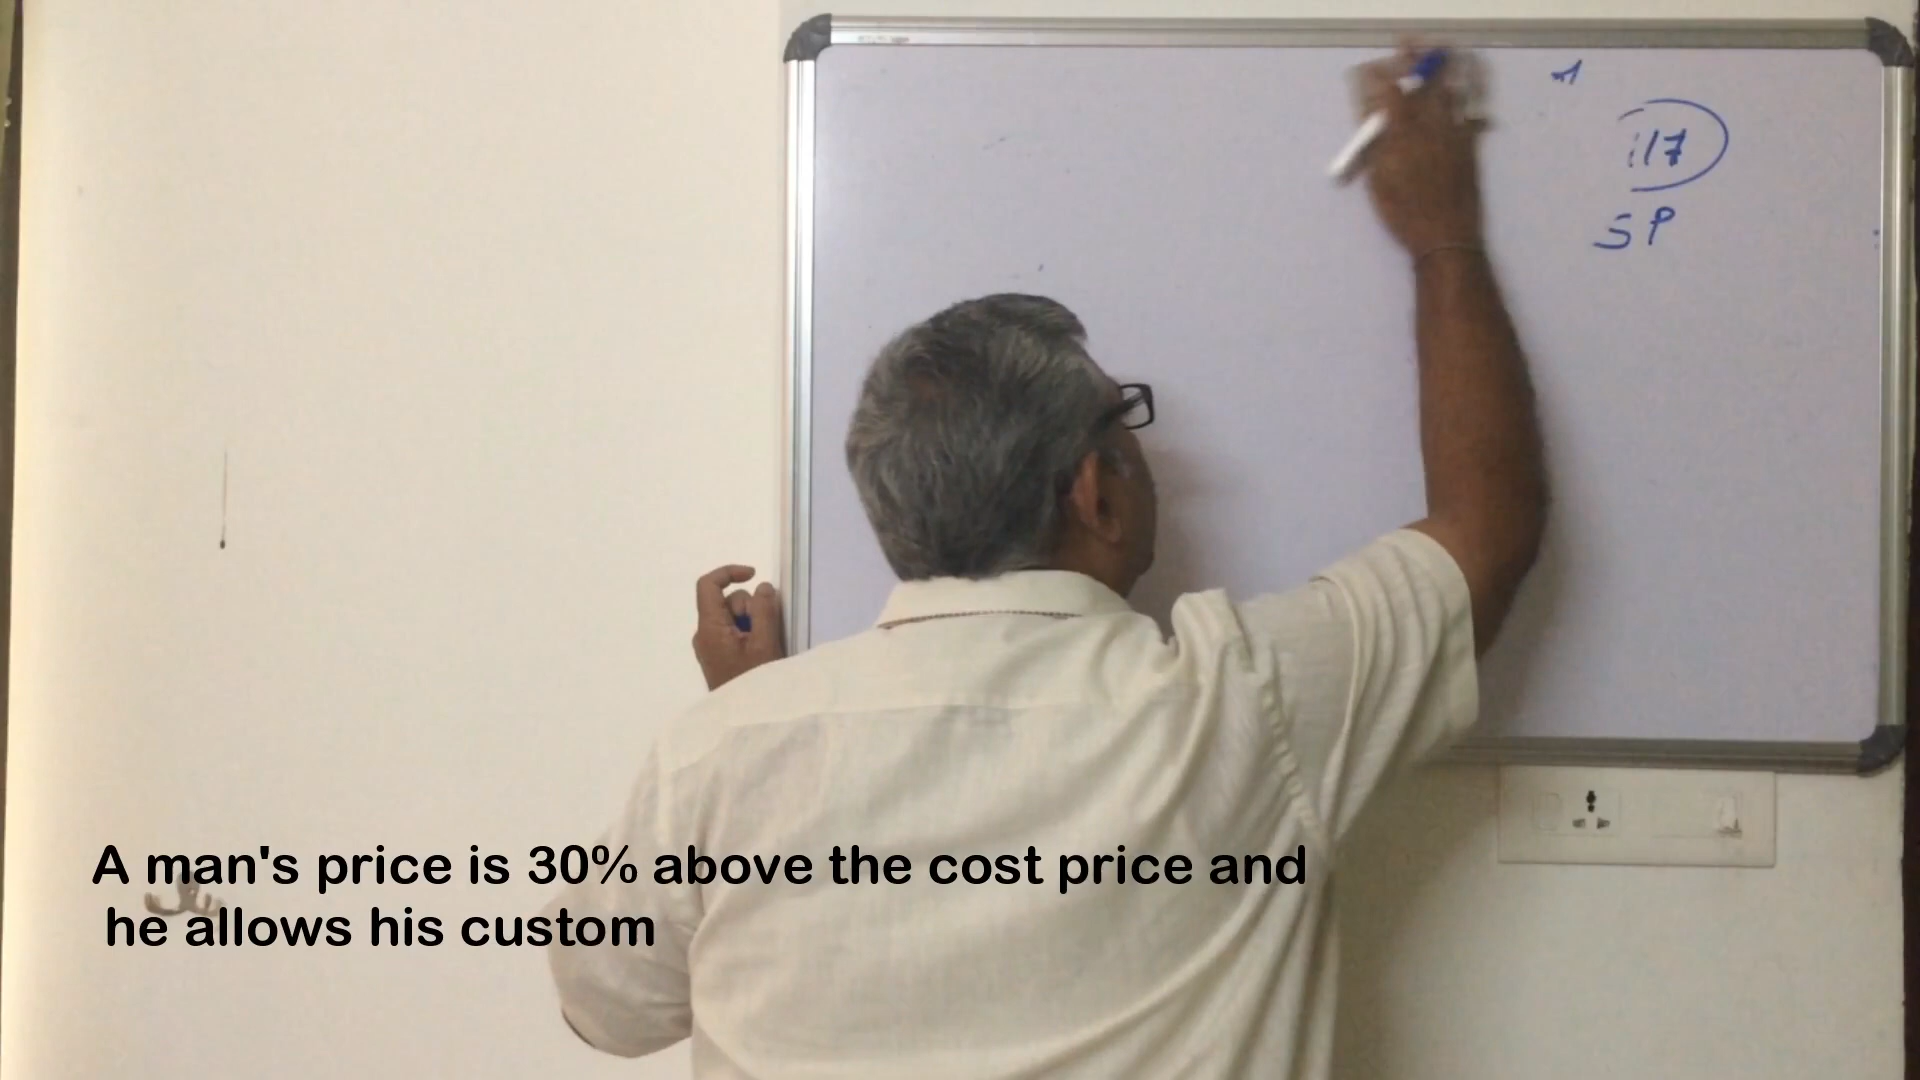 117
SP
A man's price is 30% above the cost price and
he allows his custom